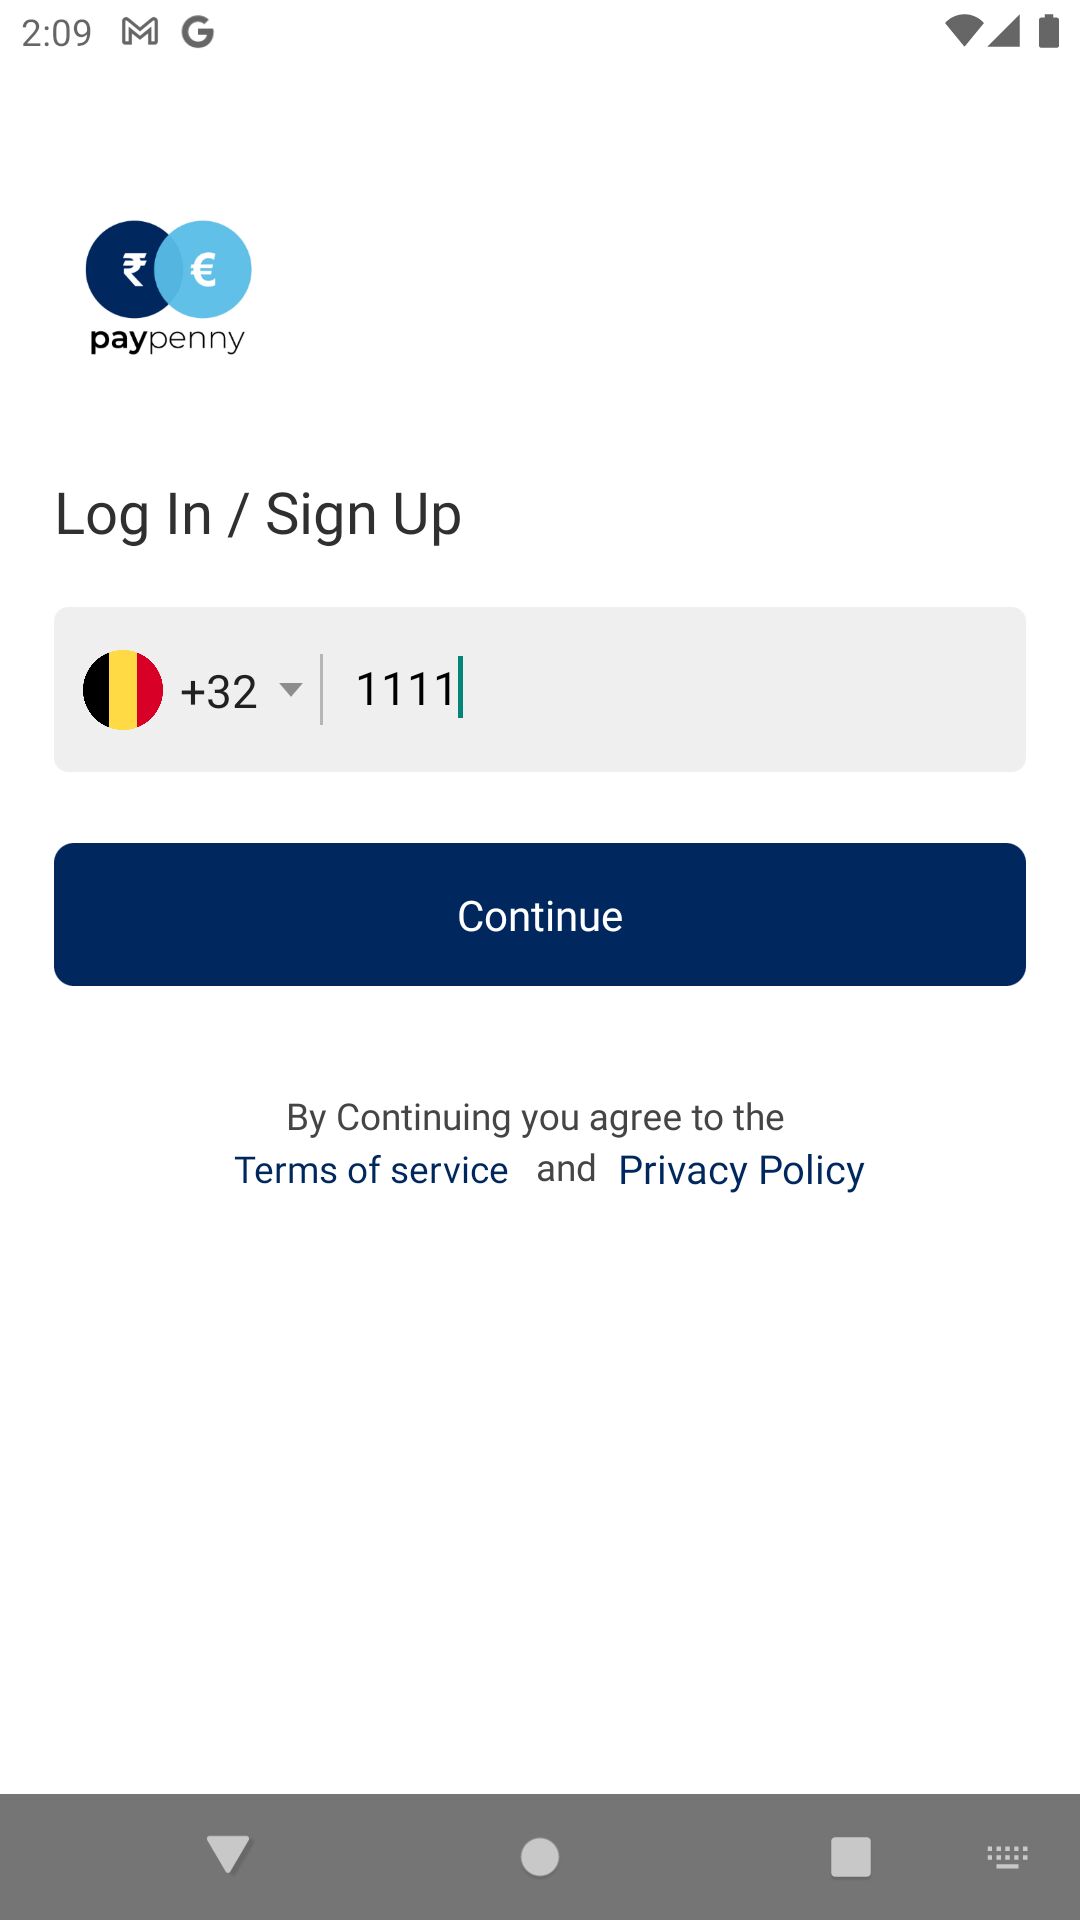 2:09
₹ €
paypenny
Log In / Sign Up
+32 1111
Continue
By Continuing you agree to the
Terms of service and Privacy Policy